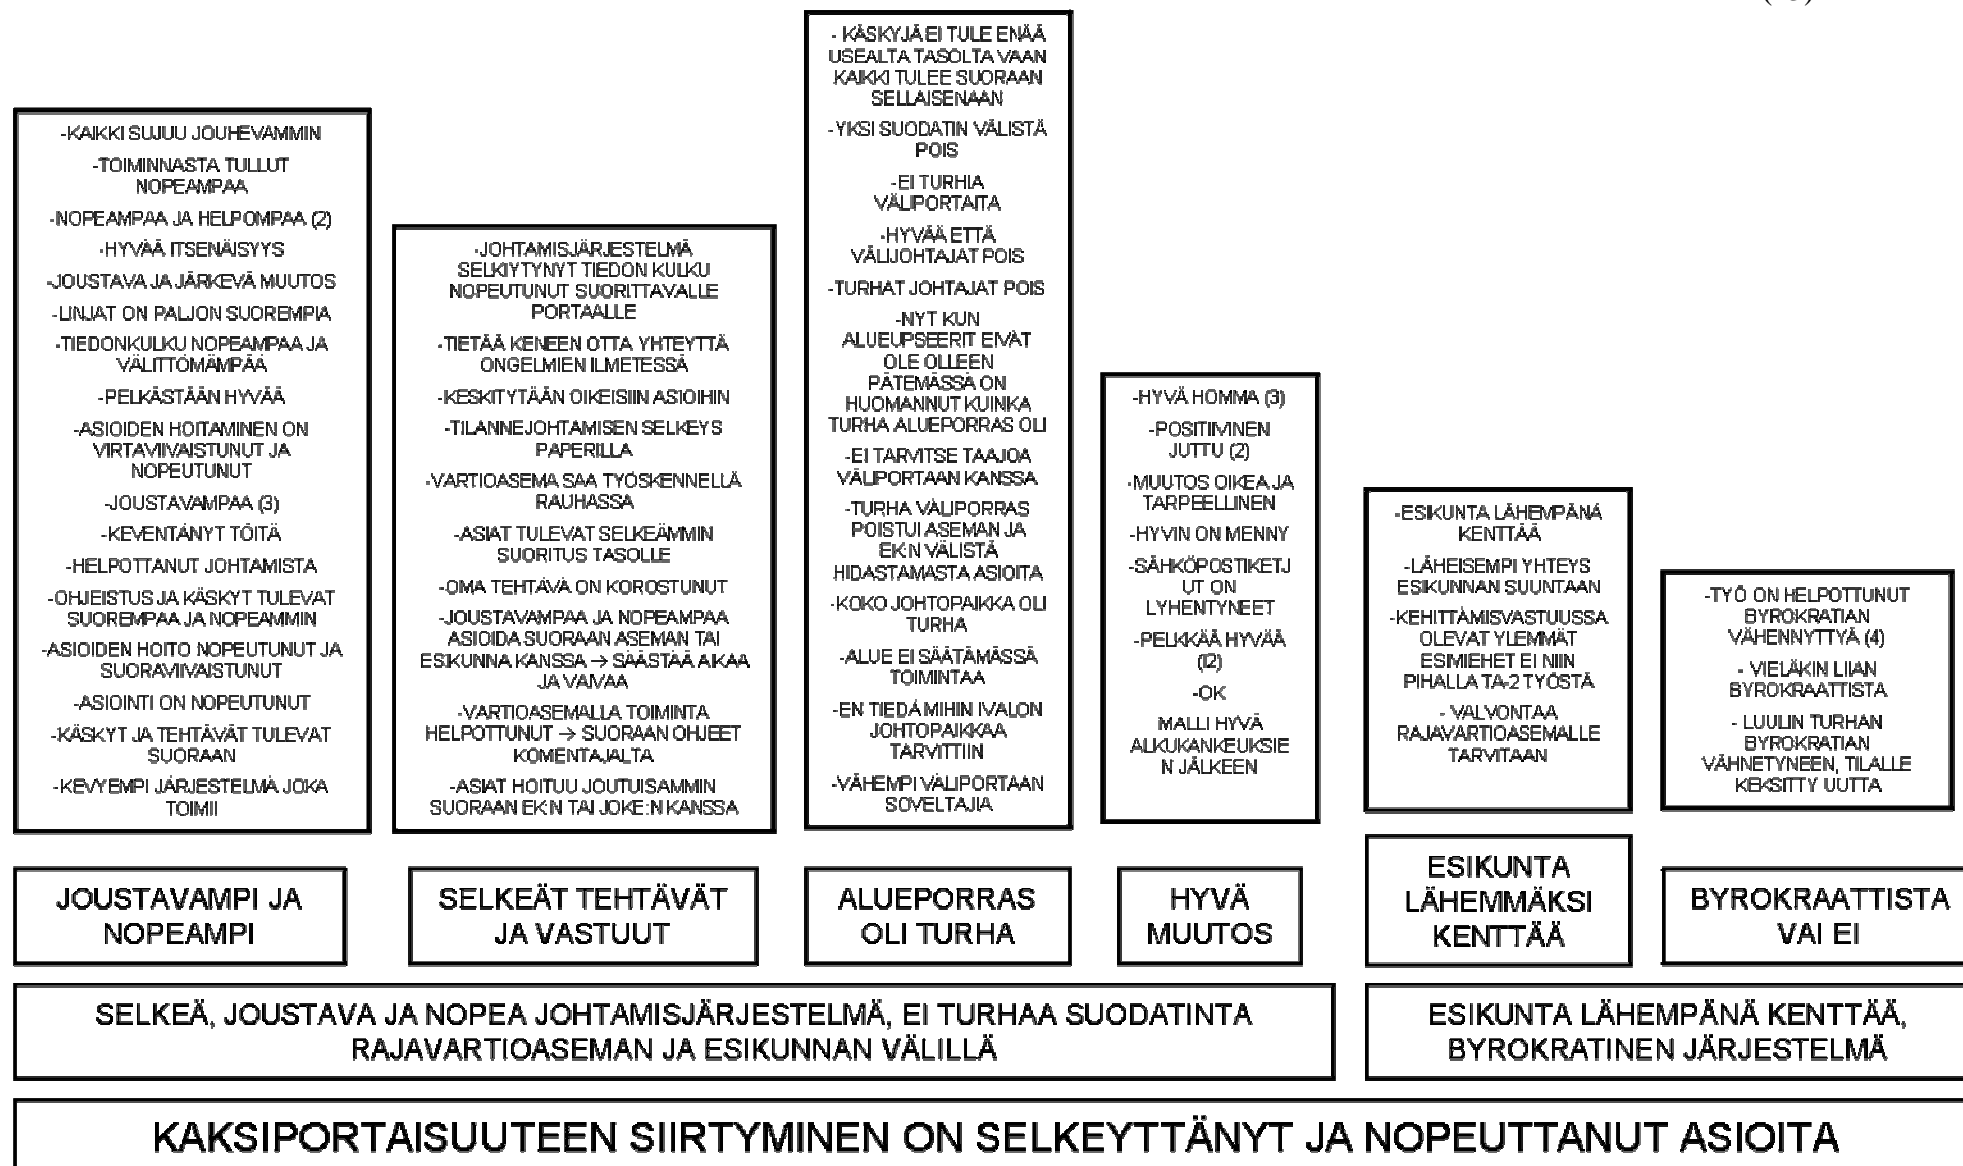 - KÄSKYJÄ EI TULE ENÄÄ
USEALTA TASOLTA VAAN
KAIKKI TULEE SUORAAN
SELLAISENAAN
-YKSI SUODATIN VÄLISTÄ
POIS
-EI TURHIA
VÄLIPORTAITA
-HYVÄÄ ETTÄ
VÄLIJOHTAJAT POIS
-TURHAT JOHTAJAT POIS
-NYT KUN
ALUEUPSEERIT EIVÄT
OLE OLLEEN
PÄTEMÄSSÄ ON
HUOMANNUT KUINKA
TURHA ALUEPORRAS OLI
-EI TARVITSE TAAJOA
VÄLIPORTAAN KANSSA
-TURHA VÄLIPORRAS
POISTUI ASEMAN JA
EK:N VÄLISTÄ
HIDASTAMASTA ASIOITA
-KOKO JOHTOPAIKKA OLI
TURHA
-ALUE EI SÄÄTÄMÄSSÄ
TOIMINTAA
-EN TIEDÄ MIHIN IVALON
JOHTOPAIKKAA
TARVITTIIN
-VÄHEMPI VÄLIPORTAAN
SOVELTAJIA
-KAIKKI SUJUU JOUHEVAMMIN
-TOIMINNASTA TULLUT
NOPEAMPAA
-NOPEAMPAA JA HELPOMPAA (2)
-HYVÄÄ ITSENÄISYYS
-JOUSTAVA JA JÄRKEVÄ MUUTOS
-LINJAT ON PALJON SUOREMPIA
-TIEDONKULKU NOPEAMPAA JA
VÄLITTÖMÄMPÄÄ
-PELKÄSTÄÄN HYVÄÄ
-ASIOIDEN HOITAMINEN ON
VIRTAVIIVAISTUNUT JA
NOPEUTUNUT
-JOUSTAVAMPAA (3)
-KEVENTÄNYT TÖITÄ
-HELPOTTANUT JOHTAMISTA
-OHJEISTUS JA KÄSKYT TULEVAT
SUOREMPAA JA NOPEAMMIN
-ASIOIDEN HOITO NOPEUTUNUT JA
SUORAVIIVAISTUNUT
-ASIOINTI ON NOPEUTUNUT
-KÄSKYT JA TEHTÄVÄT TULEVAT
SUORAAN
-KEVYEMPI JÄRJESTELMÄ JOKA
TOIMII
-JOHTAMISJÄRJESTELMÄ
SELKIYTYNYT TIEDON KULKU
NOPEUTUNUT SUORITTAVALLE
PORTAALLE
-TIETÄÄ KENEEN OTTA YHTEYTTÄ
ONGELMIEN ILMETESSÄ
-KESKITYTÄÄN OIKEISIIN ASIOIHIN
-TILANNEJOHTAMISEN SELKEYS
PAPERILLA
-VARTIOASEMA SAA TYÖSKENNELLÄ
RAUHASSA
-ASIAT TULEVAT SELKEÄMMIN
SUORITUS TASOLLE
-OMA TEHTÄVÄ ON KOROSTUNUT
-JOUSTAVAMPAA JA NOPEAMPAA
ASIOIDA SUORAAN ASEMAN TAI
ESIKUNNA KANSSA → SÄÄSTÄÄ AIKAA
JA VAIVAA
-VARTIOASEMALLA TOIMINTA
HELPOTTUNUT → SUORAAN OHJEET
KOMENTAJALTA
-ASIAT HOITUU JOUTUISAMMIN
SUORAAN EK:N TAI JOKE:N KANSSA
-HYVÄ HOMMA (3)
-POSITIIVINEN
JUTTU (2)
-MUUTOS OIKEA JA
TARPEELLINEN
-HYVIN ON MENNY
-SÄHKÖPOSTIKETJ
UT ON
LYHENTYNEET
-PELKKÄÄ HYVÄÄ
(12)
-OK
MALLI HYVÄ
ALKUKANKEUKSIE
N JÄLKEEN
-ESIKUNTA LÄHEMPÄNÄ
KENTTÄÄ
-LÄHEISEMPI YHTEYS
ESIKUNNAN SUUNTAAN
-KEHITTÄMISVASTUUSSA
OLEVAT YLEMMÄT
ESIMIEHET EI NIIN
PIHALLA TA-2 TYÖSTÄ
- VALVONTAA
RAJAVARTIOASEMALLE
TARVITAAN
-TYÖ ON HELPOTTUNUT
BYROKRATIAN
VÄHENNYTTYÄ (4)
- VIELÄKIN LIIAN
BYROKRAATTISTA
- LUULIN TURHAN
BYROKRATIAN
VÄHNETYNEEN, TILALLE
KEKSITTY UUTTA
JOUSTAVAMPI JA
NOPEAMPI
SELKEÄT TEHTÄVÄT
JA VASTUUT
ALUEPORRAS
OLI TURHA
HYVÄ
MUUTOS
ESIKUNTA
LÄHEMMÄKSI
KENTTÄÄ
BYROKRAATTISTA
VAI EI
SELKEÄ, JOUSTAVA JA NOPEA JOHTAMISJÄRJESTELMÄ, EI TURHAA SUODATINTA
RAJAVARTIOASEMAN JA ESIKUNNAN VÄLILLÄ
ESIKUNTA LÄHEMPÄNÄ KENTTÄÄ,
BYROKRATINEN JÄRJESTELMÄ
KAKSIPORTAISUUTEEN SIIRTYMINEN ON SELKEYTTÄNYT JA NOPEUTTANUT ASIOITA